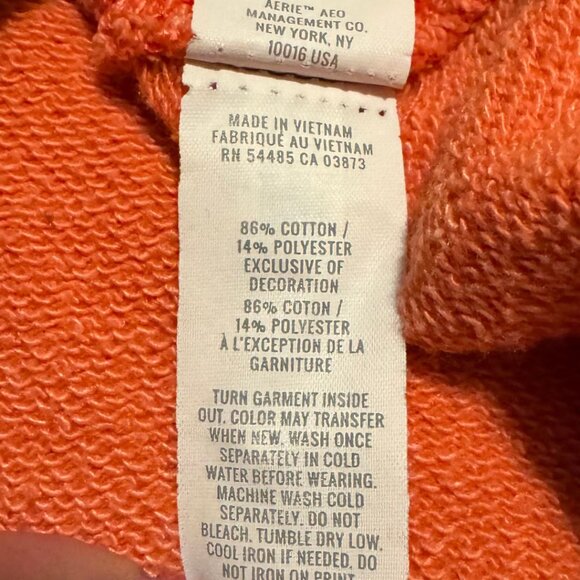 AERIE™ AEO
MANAGEMENT CO.
NEW YORK, NY
10016 USA
MADE IN VIETNAM
FABRIQUÉ AU VIETNAM
RN 54485 CA 03873
86% COTTON /
14% POLYESTER
EXCLUSIVE OF
DECORATION
86% COTON /
14% POLYESTER
À L'EXCEPTION DE LA
GARNITURE
TURN GARMENT INSIDE
OUT. COLOR MAY TRANSFER
WHEN NEW. WASH ONCE
SEPARATELY IN COLD
WATER BEFORE WEARING.
MACHINE WASH COLD
SEPARATELY. DO NOT
BLEACH. TUMBLE DRY LOW.
COOL IRON IF NEEDED. DO
NOT IRON ON PRINT